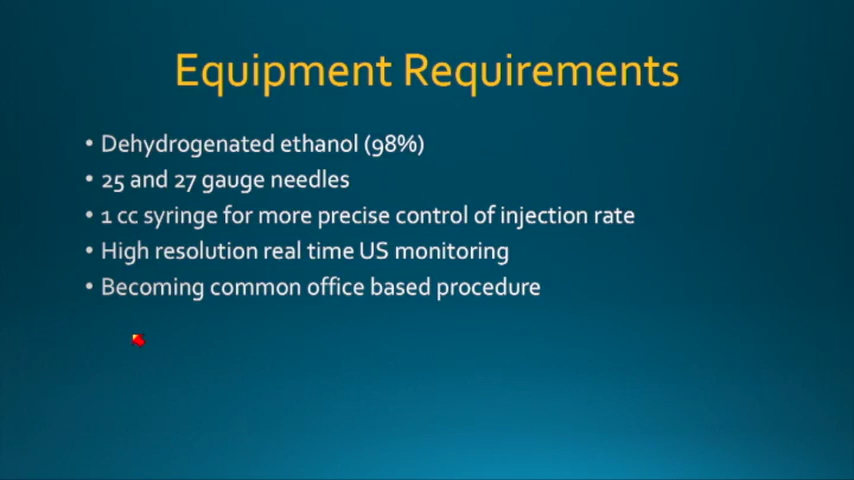 Equipment Requirements
• Dehydrogenated ethanol (98%)
• 25 and 27 gauge needles
• 1 cc syringe for more precise control of injection rate
• High resolution real time US monitoring
• Becoming common office based procedure